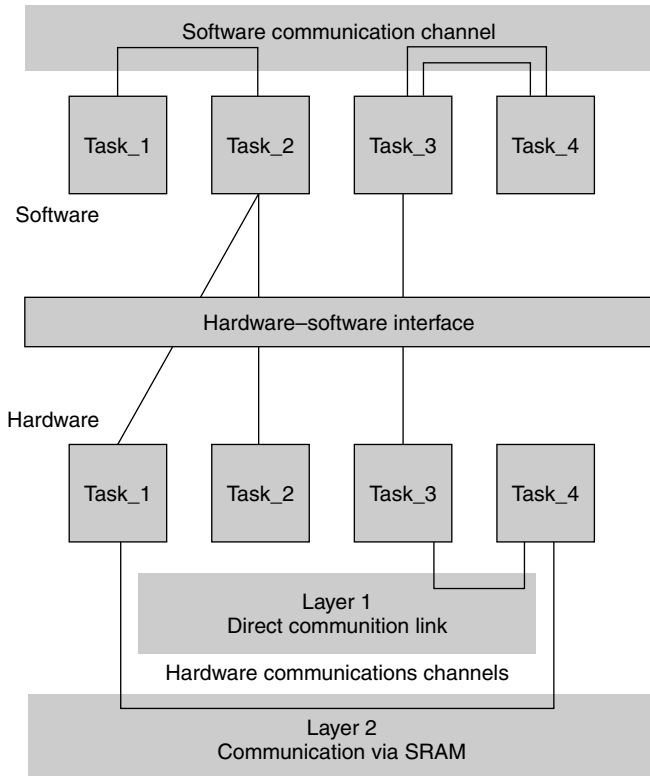 Software communication channel
Task_1 Task_2 Task_3 Task_4
Software
Hardware–software interface
Hardware
Task_1 Task_2 Task_3 Task_4
Layer 1
Direct communition link
Hardware communications channels
Layer 2
Communication via SRAM